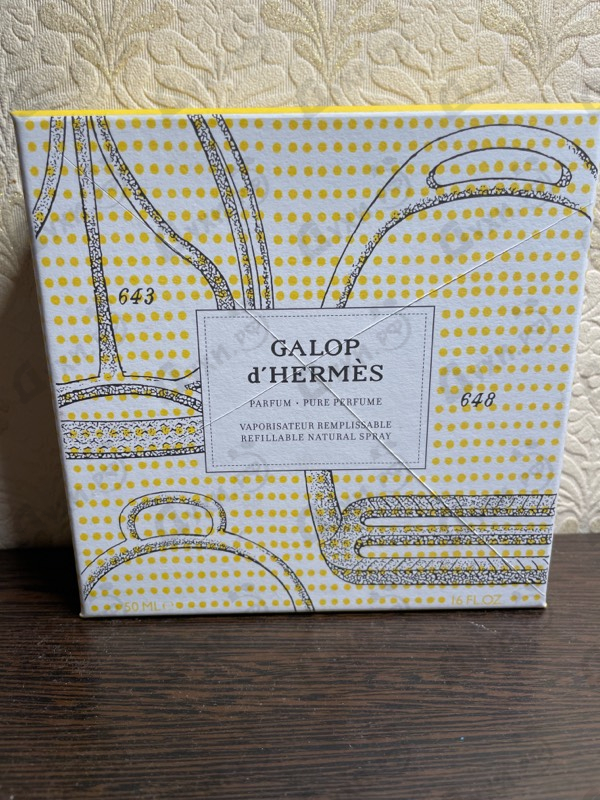 643
GALOP
d'HERMÈS
PARFUM · PURE PERFUME
648
VAPORISATEUR REMPLISSABLE
REFILLABLE NATURAL SPRAY
50 ML e
1.6 FL.OZ.